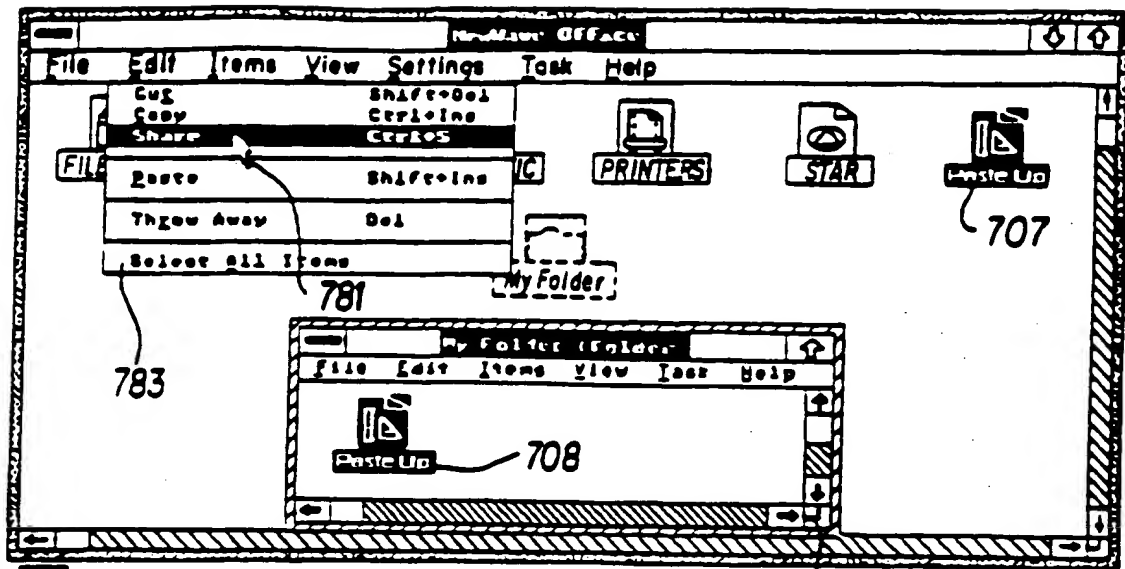 NewWave Office
File Edit Items View Settings Task Help
Cut Shift+Del
Copy Ctrl+Ins
Share Ctrl+S
Paste Shift+Ins
Throw Away Del
Select All Items
FILE IC PRINTERS STAR Paste Up
707
My Folder
781
783
My Folder (Folder
File Edit Items View Task Help
Paste Up
708